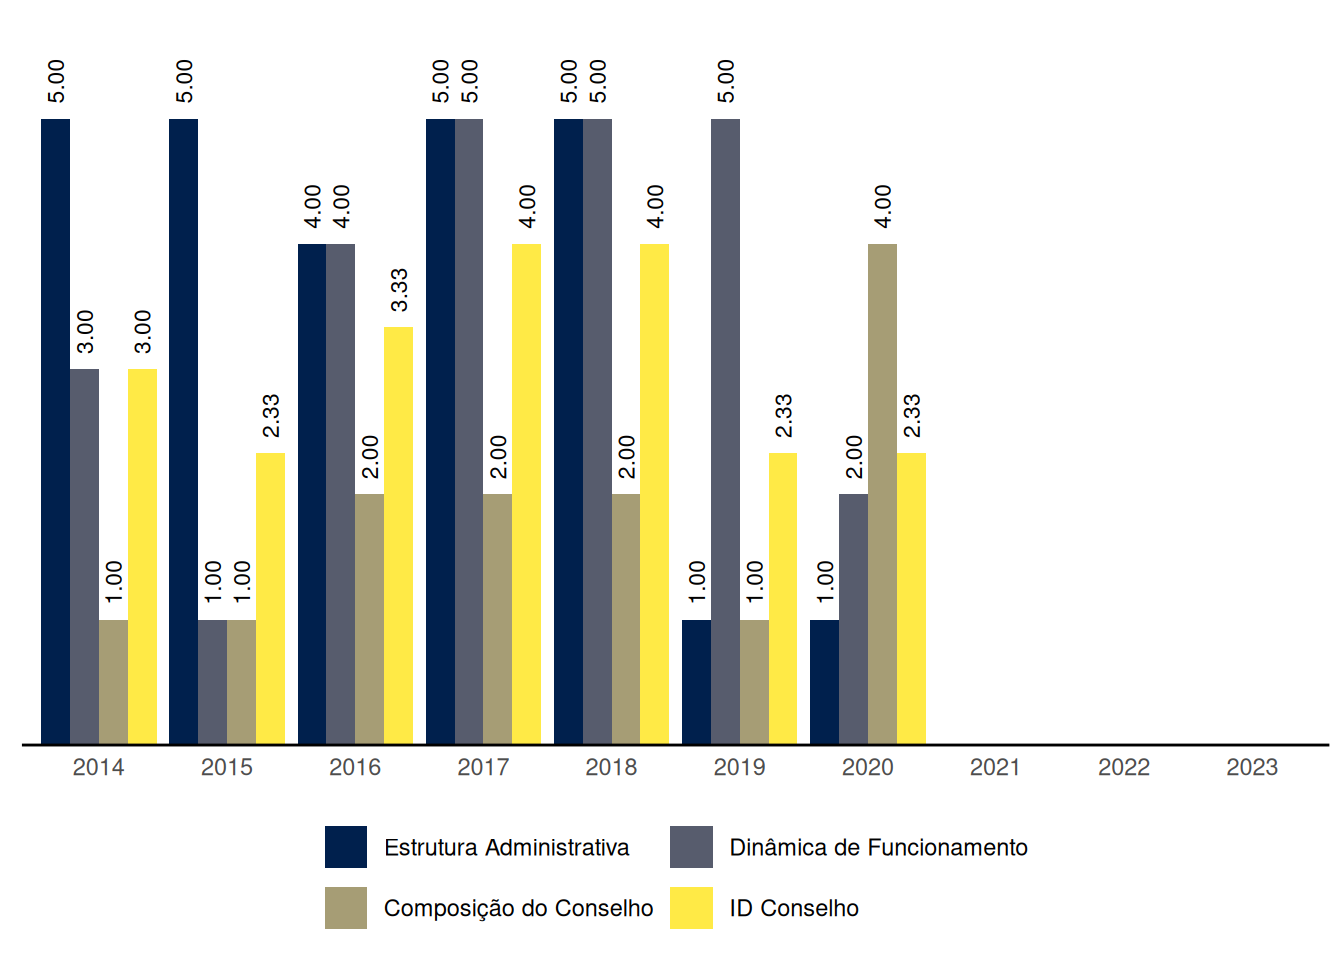 5.00 5.00 5.00 5.00 5.00 5.00 5.00
4.00 4.00 4.00 4.00 4.00
3.00 3.00 3.33
2.33 2.00 2.00 2.00 2.33 2.00 2.33
1.00 1.00 1.00 1.00 1.00 1.00
2014 2015 2016 2017 2018 2019 2020 2021 2022 2023
Estrutura Administrativa Dinâmica de Funcionamento
Composição do Conselho ID Conselho